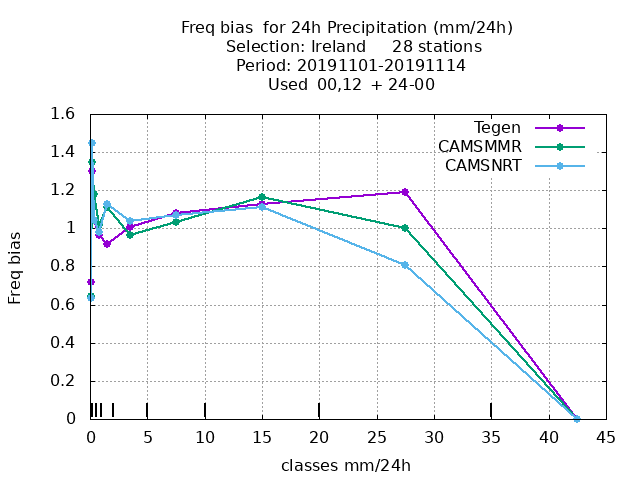 Freq bias  for 24h Precipitation (mm/24h)
Selection: Ireland     28 stations
Period: 20191101-20191114
Used  00,12  + 24-00
Tegen
CAMSMMR
CAMSNRT
1.6
1.4
1.2
1
0.8
0.6
0.4
0.2
0
Freq bias
0 5 10 15 20 25 30 35 40 45
classes mm/24h